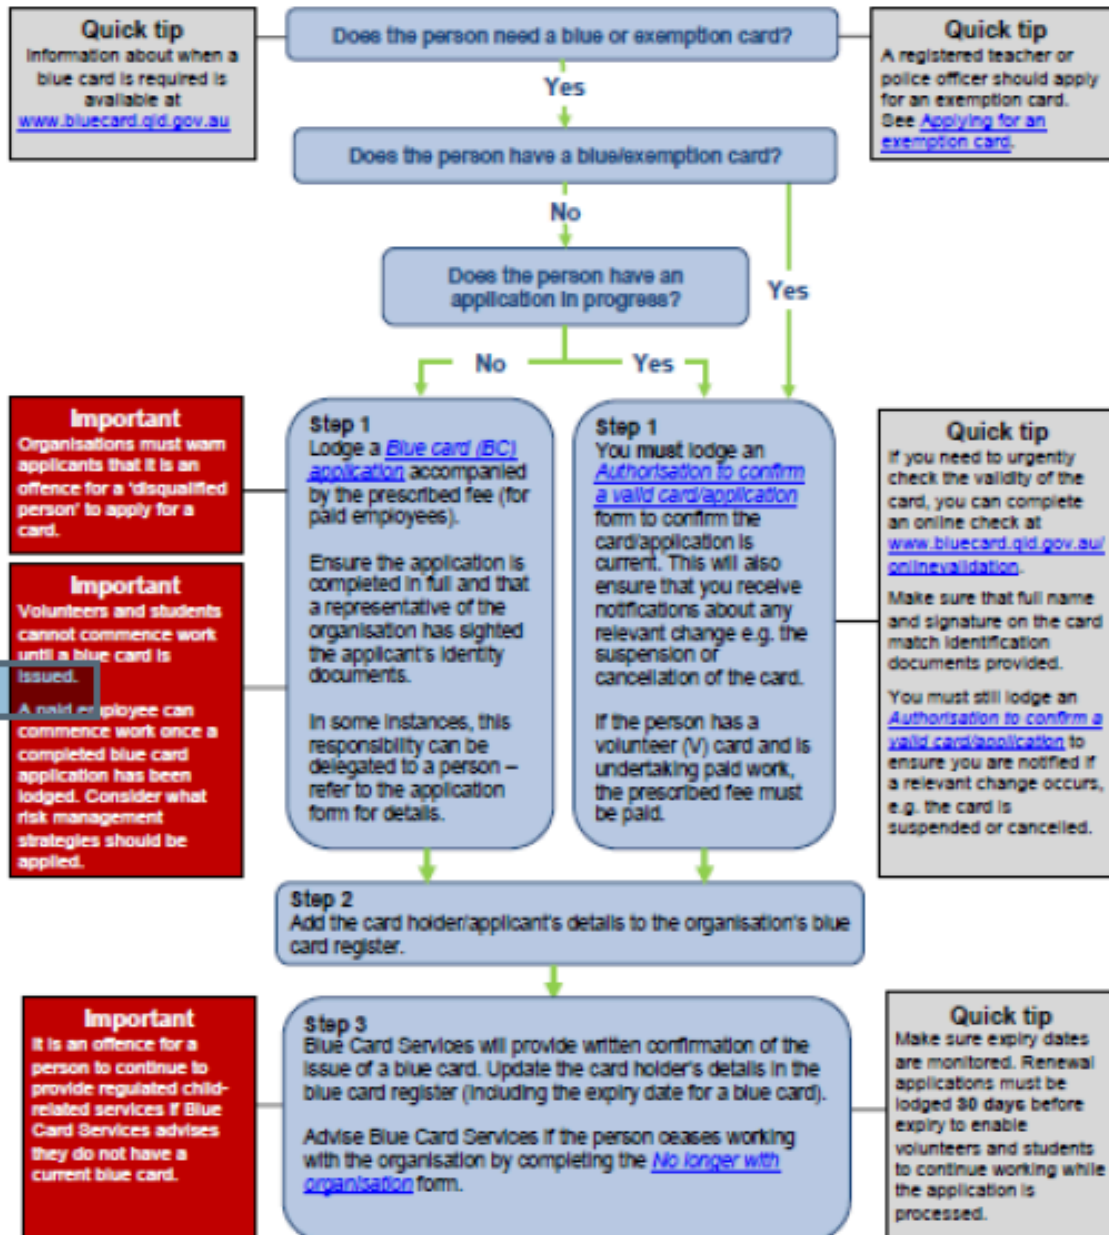 Quick tip
Information about when a
blue card is required is
available at
www.bluecard.qld.gov.au
Does the person need a blue or exemption card?
Quick tip
A registered teacher or
police officer should apply
for an exemption card.
See Applying for an
exemption card.
Yes
Does the person have a blue/exemption card?
No
Yes
Does the person have an
application in progress?
No
Yes
Important
Organisations must warn
applicants that it is an
offence for a 'disqualified
person' to apply for a
card.
Important
Volunteers and students
cannot commence work
until a blue card is
issued.
A paid employee can
commence work once a
completed blue card
application has been
lodged. Consider what
risk management
strategies should be
applied.
Step 1
Lodge a Blue card (BC)
application accompanied
by the prescribed fee (for
paid employees).
Ensure the application is
completed in full and that
a representative of the
organisation has sighted
the applicant's identity
documents.
In some instances, this
responsibility can be
delegated to a person –
refer to the application
form for details.
Step 1
You must lodge an
Authorisation to confirm
a valid card/application
form to confirm the
card/application is
current. This will also
ensure that you receive
notifications about any
relevant change e.g. the
suspension or
cancellation of the card.
If the person has a
volunteer (V) card and is
undertaking paid work,
the prescribed fee must
be paid.
Quick tip
If you need to urgently
check the validity of the
card, you can complete
an online check at
www.bluecard.qld.gov.au/
onlinevalidation.
Make sure that full name
and signature on the card
match identification
documents provided.
You must still lodge an
Authorisation to confirm a
valid card/application to
ensure you are notified if
a relevant change occurs,
e.g. the card is
suspended or cancelled.
Step 2
Add the card holder/applicant's details to the organisation's blue
card register.
Important
It is an offence for a
person to continue to
provide regulated child-
related services if Blue
Card Services advises
they do not have a
current blue card.
Step 3
Blue Card Services will provide written confirmation of the
issue of a blue card. Update the card holder's details in the
blue card register (including the expiry date for a blue card).
Advise Blue Card Services if the person ceases working
with the organisation by completing the No longer with
organisation form.
Quick tip
Make sure expiry dates
are monitored. Renewal
applications must be
lodged 30 days before
expiry to enable
volunteers and students
to continue working while
the application is
processed.